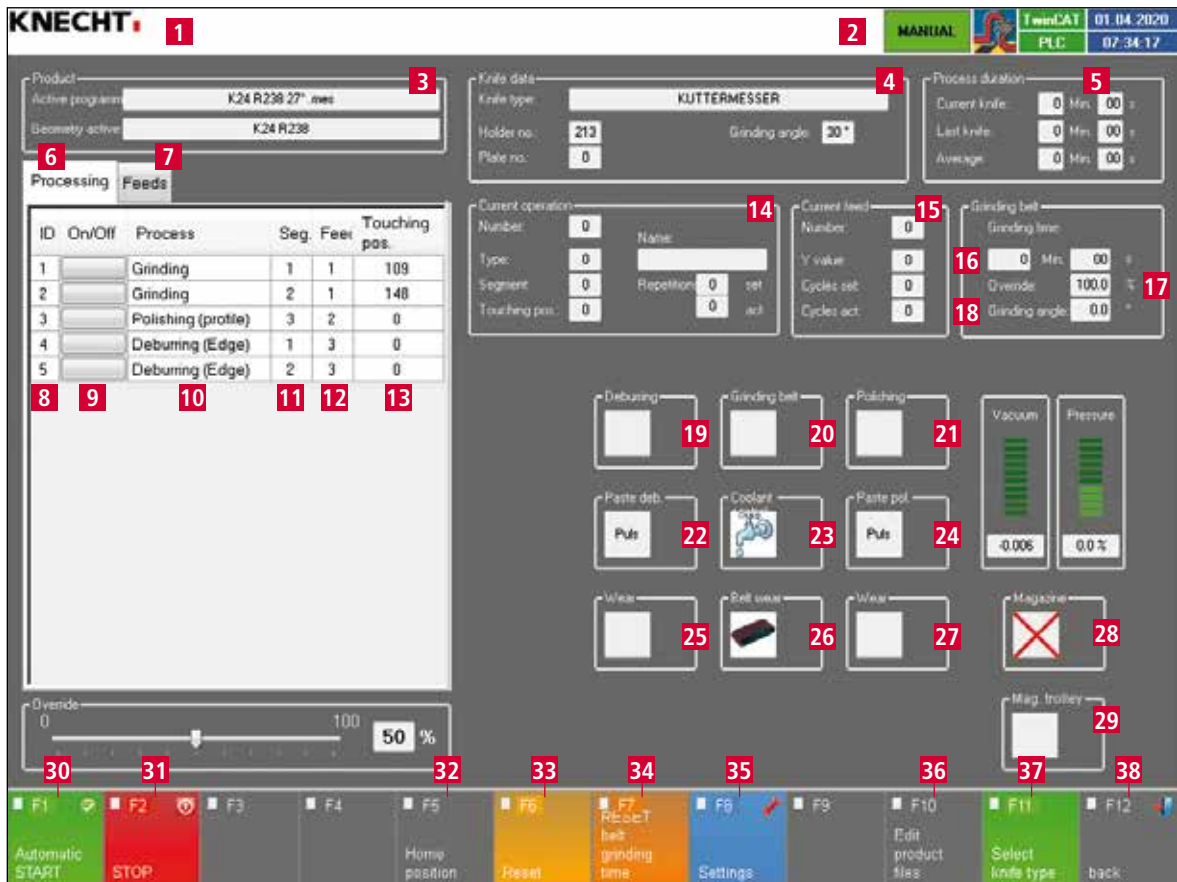 KNECHT
1
2
MANUAL
TwinCAT
PLC
01.04.2020
07:34:17
Product
3
Active programm
K24 R238 27° .mes
Geometry active
K24 R238
Knife data
4
Knife type:
KUTTERMESSER
Holder no.:
213
Grinding angle:
30 °
Plate no.:
0
Process duration
5
Current knife:
0 Min. 00 s
Last knife:
0 Min. 00 s
Average:
0 Min. 00 s
6
7
Processing
Feeds
ID On/Off Process Seg. Feed Touching pos.
1 Grinding 1 1 109
2 Grinding 2 1 148
3 Polishing (profile) 3 2 0
4 Deburring (Edge) 1 3 0
5 Deburring (Edge) 2 3 0
8 9 10 11 12 13
Current operation
14
Number:
0
Name:
Type:
0
Segment:
0
Repetition:
0 set
Touching pos.:
0
0 act
Current feed
15
Number:
0
Y value:
0
Cycles set:
0
Cycles act:
0
Grinding belt
Grinding time:
16
0 Min. 00 s
Override:
100.0 %
17
18
Grinding angle:
0.0 °
Deburring
19
Grinding belt
20
Polishing
21
Paste deb.
Puls
22
Coolant
23
Paste pol.
Puls
24
Wear
25
Belt wear
26
Wear
27
Vacuum
-0.006
Pressure
0.0 %
Magazine
28
Mag. trolley
29
Override
0
100
50 %
30 31 32 33 34 35 36 37 38
F1
Automatic
START
F2
STOP
F3
F4
F5
Home
position
F6
Reset
F7
RESET
belt
grinding
time
F8
Settings
F9
F10
Edit
product
files
F11
Select
knife type
F12
back